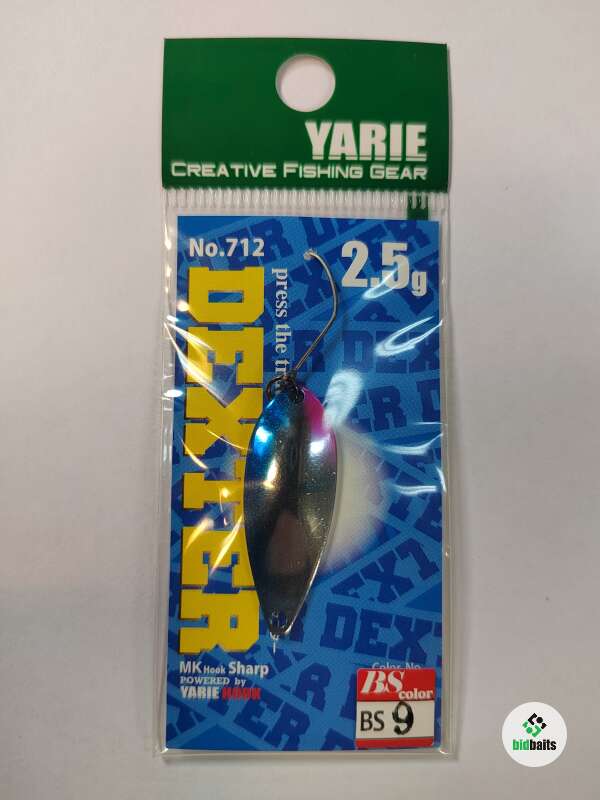 YARIE
CREATIVE FISHING GEAR
No.712
2.5g
press the
DEXTER
MK Hook Sharp
POWERED by
YARIE HOOK
Color No.
BS color
BS 9
bidbaits